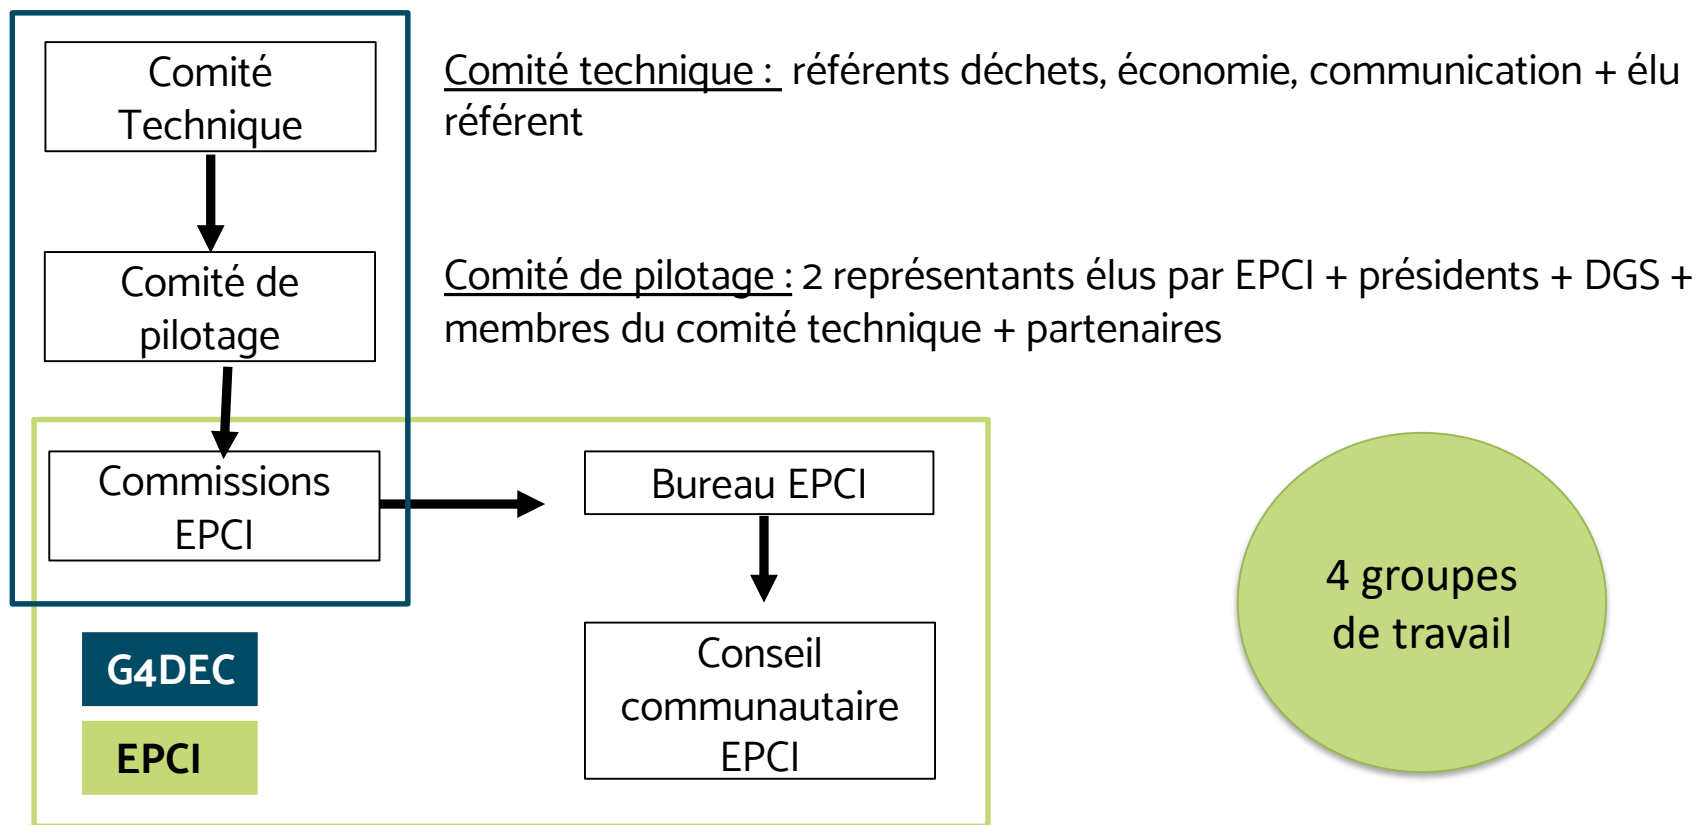 Comité
Technique
Comité technique : référents déchets, économie, communication + élu
référent
Comité de
pilotage
Comité de pilotage : 2 représentants élus par EPCI + présidents + DGS +
membres du comité technique + partenaires
Commissions
EPCI
Bureau EPCI
Conseil
communautaire
EPCI
G4DEC
EPCI
4 groupes
de travail